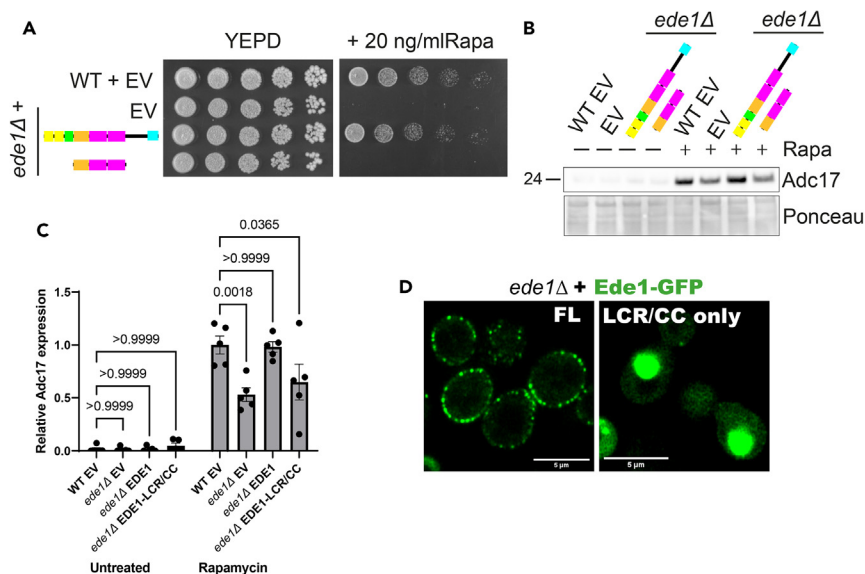 A
YEPD
+ 20 ng/mlRapa
WT + EV
EV
ede1Δ +
B
ede1Δ
ede1Δ
WT EV
EV
WT EV
EV
− − − − + + + + Rapa
24
Adc17
Ponceau
C
Relative Adc17 expression
1.5
1.0
0.5
0.0
>0.9999
>0.9999
>0.9999
0.0365
>0.9999
0.0018
WT EV
ede1Δ EV
ede1Δ EDE1
ede1Δ EDE1-LCR/CC
WT EV
ede1Δ EV
ede1Δ EDE1
ede1Δ EDE1-LCR/CC
Untreated
Rapamycin
D
ede1Δ + Ede1-GFP
FL
LCR/CC only
5 µm
5 µm